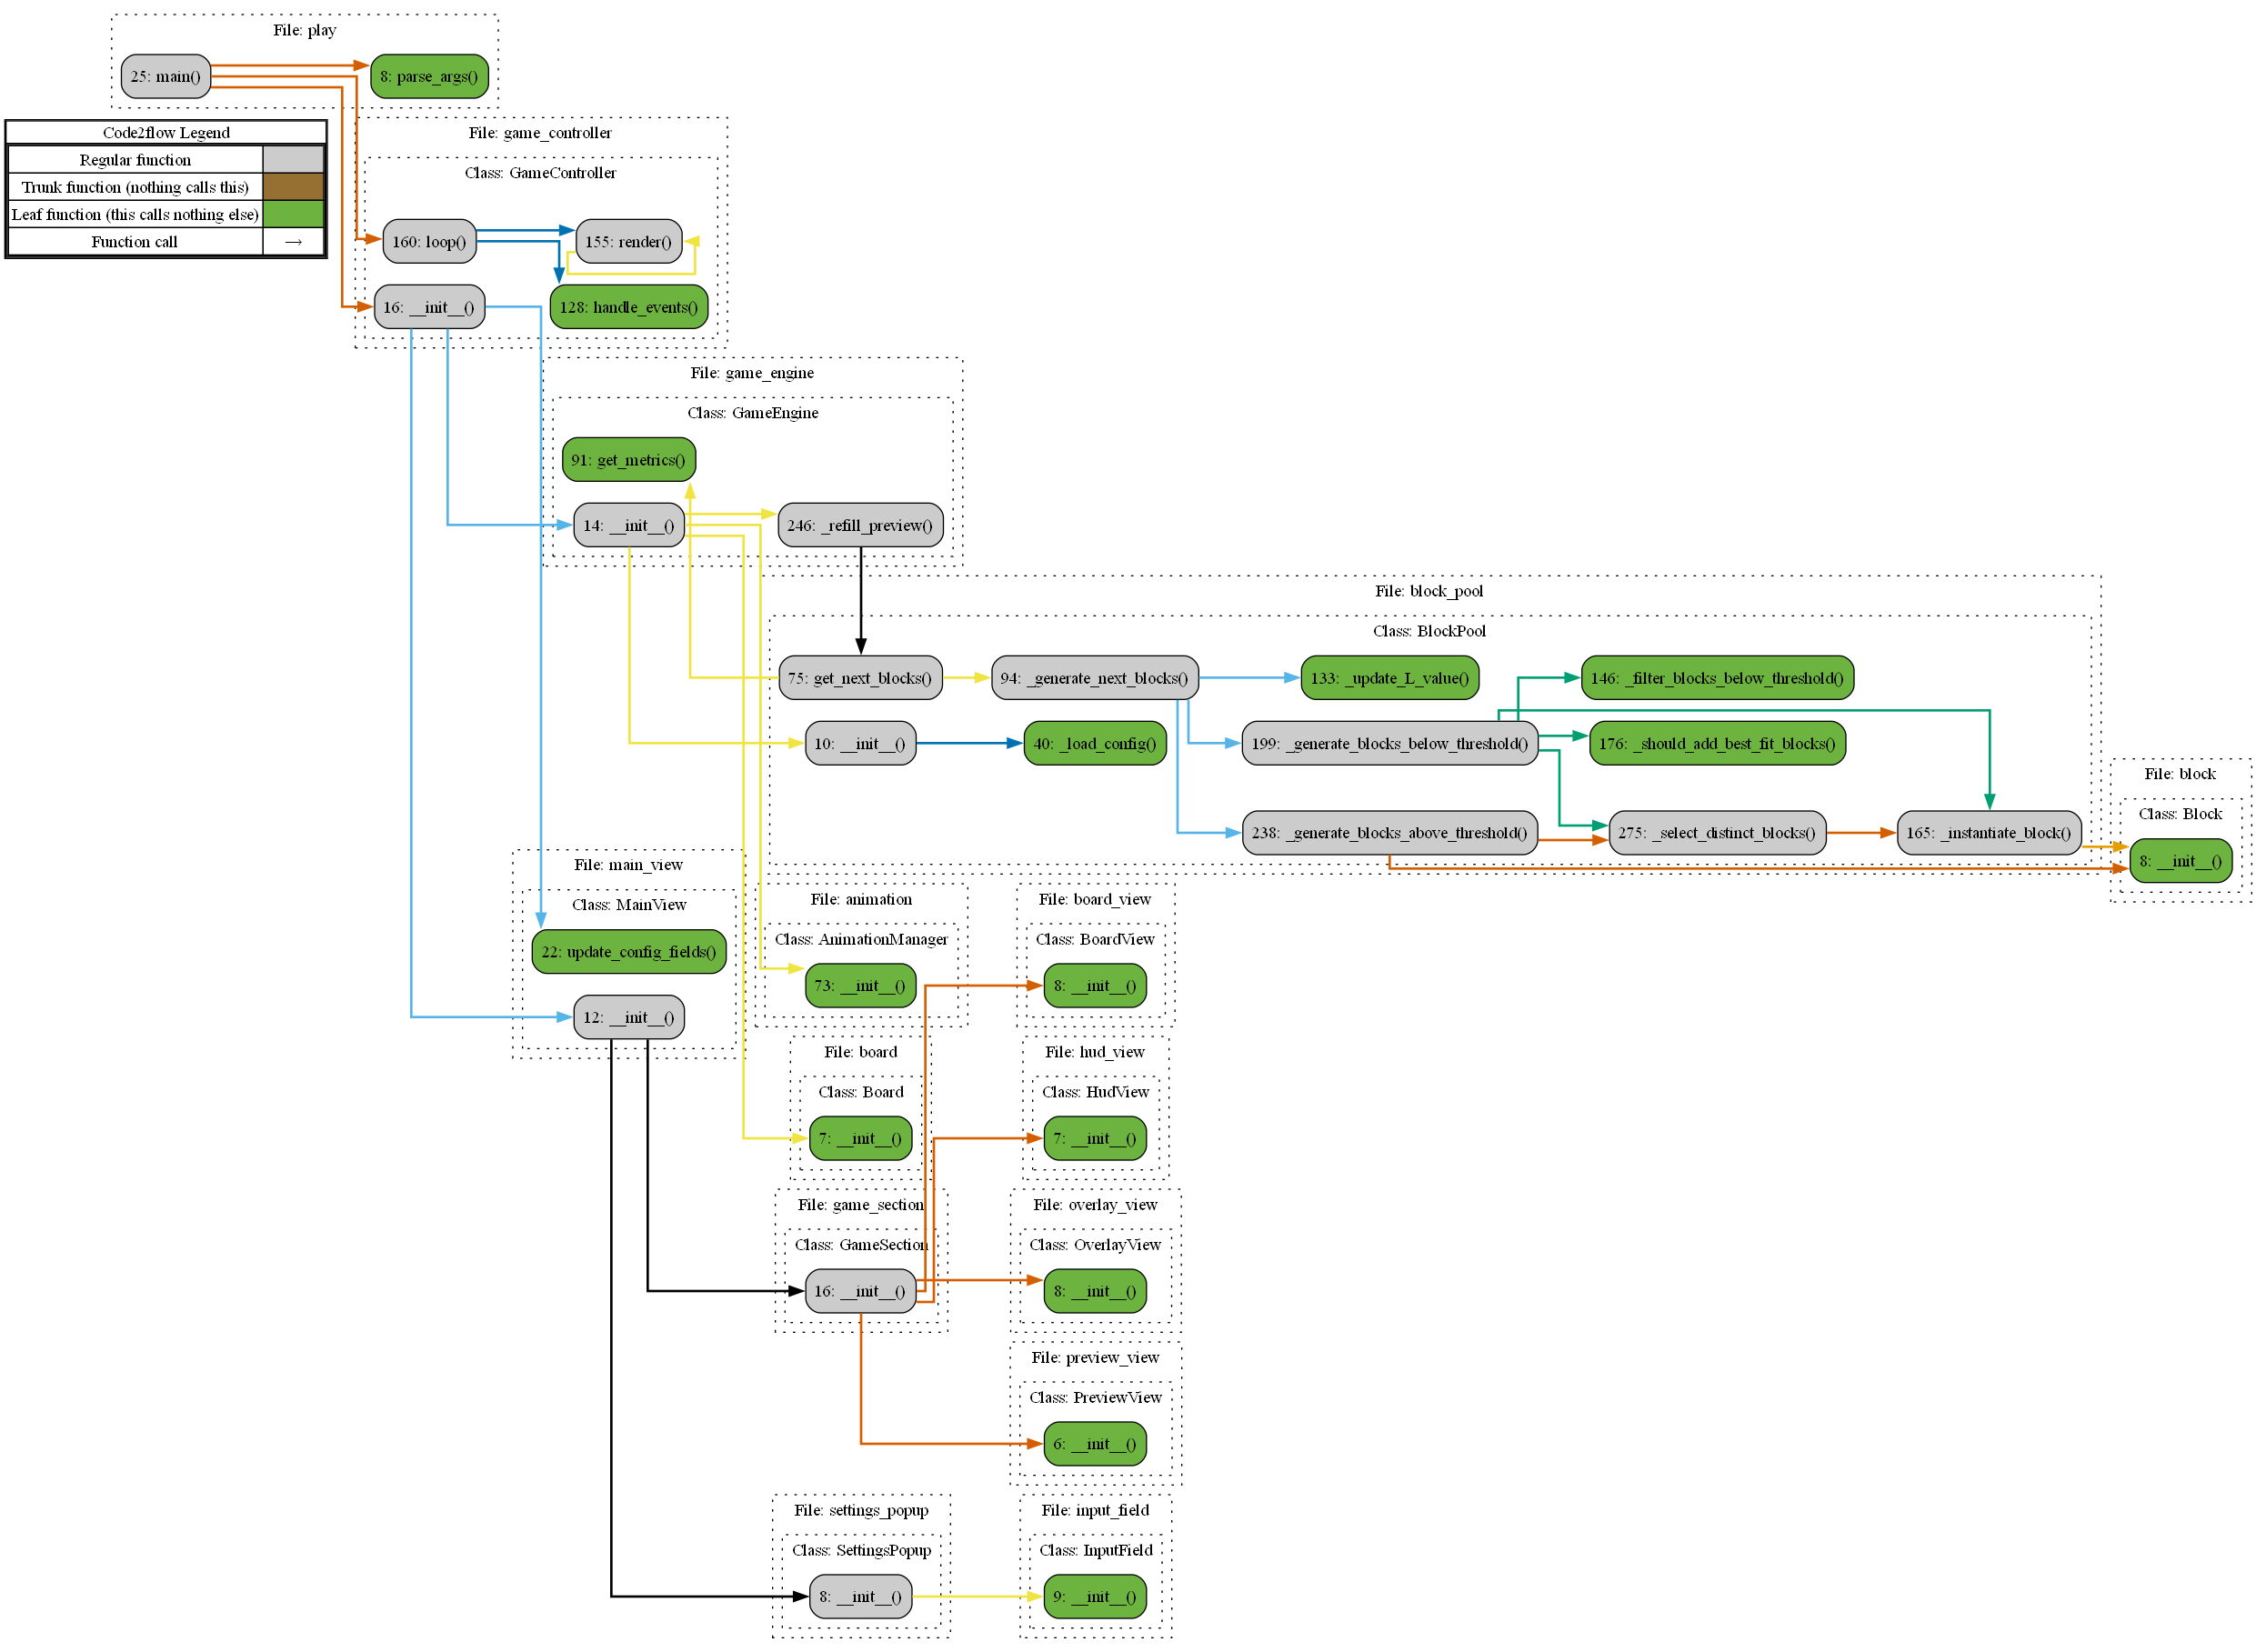 File: play
25: main()
8: parse_args()
Code2flow Legend
Regular function
Trunk function (nothing calls this)
Leaf function (this calls nothing else)
Function call →
File: game_controller
Class: GameController
160: loop()
155: render()
16: __init__()
128: handle_events()
File: game_engine
Class: GameEngine
91: get_metrics()
14: __init__()
246: _refill_preview()
File: block_pool
Class: BlockPool
75: get_next_blocks()
94: _generate_next_blocks()
133: _update_L_value()
146: _filter_blocks_below_threshold()
10: __init__()
40: _load_config()
199: _generate_blocks_below_threshold()
176: _should_add_best_fit_blocks()
238: _generate_blocks_above_threshold()
275: _select_distinct_blocks()
165: _instantiate_block()
File: block
Class: Block
8: __init__()
File: main_view
Class: MainView
22: update_config_fields()
12: __init__()
File: animation
Class: AnimationManager
73: __init__()
File: board_view
Class: BoardView
8: __init__()
File: board
Class: Board
7: __init__()
File: hud_view
Class: HudView
7: __init__()
File: game_section
Class: GameSection
16: __init__()
File: overlay_view
Class: OverlayView
8: __init__()
File: preview_view
Class: PreviewView
6: __init__()
File: settings_popup
Class: SettingsPopup
8: __init__()
File: input_field
Class: InputField
9: __init__()